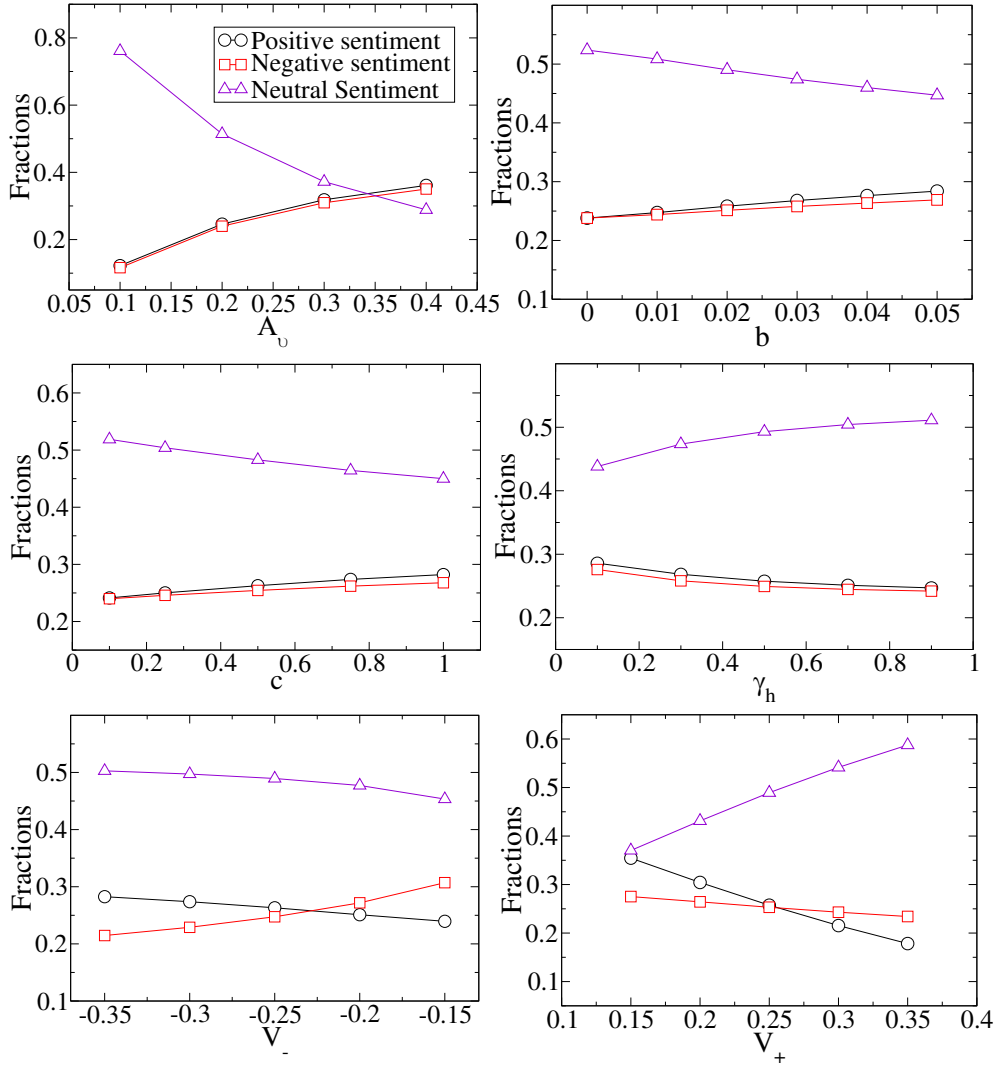 0.8
0.6
0.4
0.2
Fractions
Positive sentiment
Negative sentiment
Neutral Sentiment
0.05 0.1 0.15 0.2 0.25 0.3 0.35 0.4 0.45
A_υ
0.5
0.3
0.1
Fractions
0 0.01 0.02 0.03 0.04 0.05
b
0.6
0.5
0.4
0.3
0.2
Fractions
0 0.2 0.4 0.6 0.8 1
c
0.5
0.4
0.3
0.2
Fractions
0 0.2 0.4 0.6 0.8 1
γ_h
0.5
0.4
0.3
0.2
0.1
Fractions
-0.35 -0.3 -0.25 -0.2 -0.15
V_-
0.6
0.5
0.4
0.3
0.2
0.1
Fractions
0.1 0.15 0.2 0.25 0.3 0.35 0.4
V_+